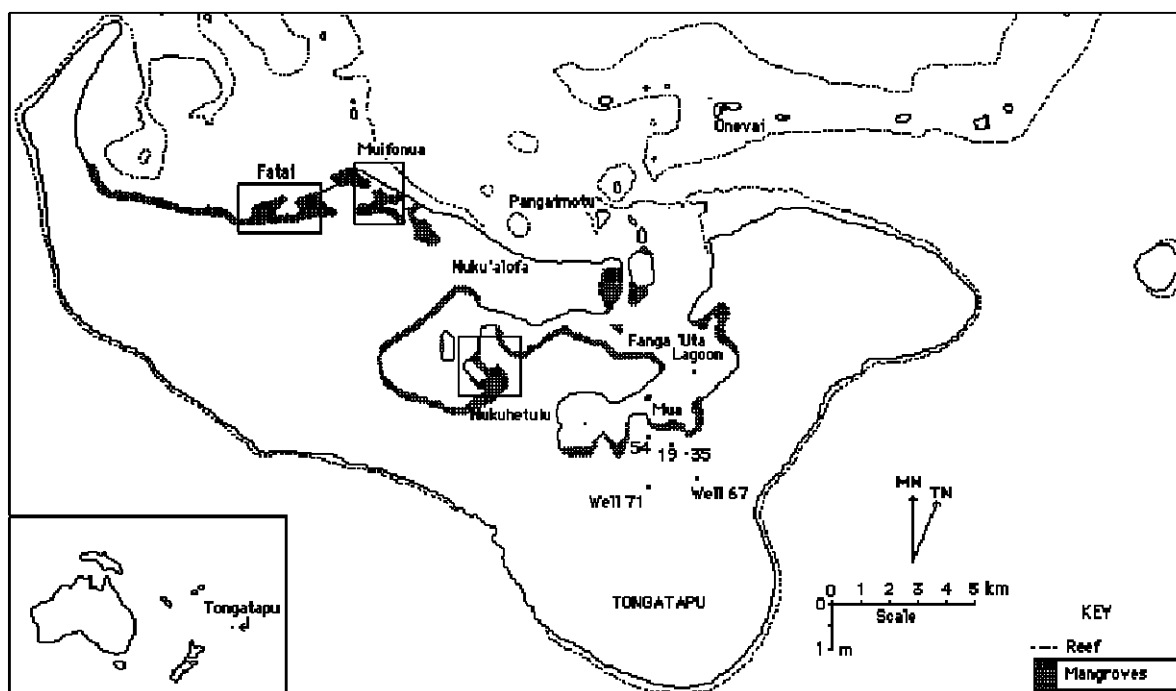 Onevai
Muifonua
Fatai
Pangaimotu
Nuku'alofa
Fanga 'Uta
Lagoon
Nukuhetulu
Mua
54
19
35
Well 71
Well 67
MN
TN
Tongatapu
TONGATAPU
0 1 2 3 4 5 km
0
Scale
1 m
KEY
Reef
Mangroves